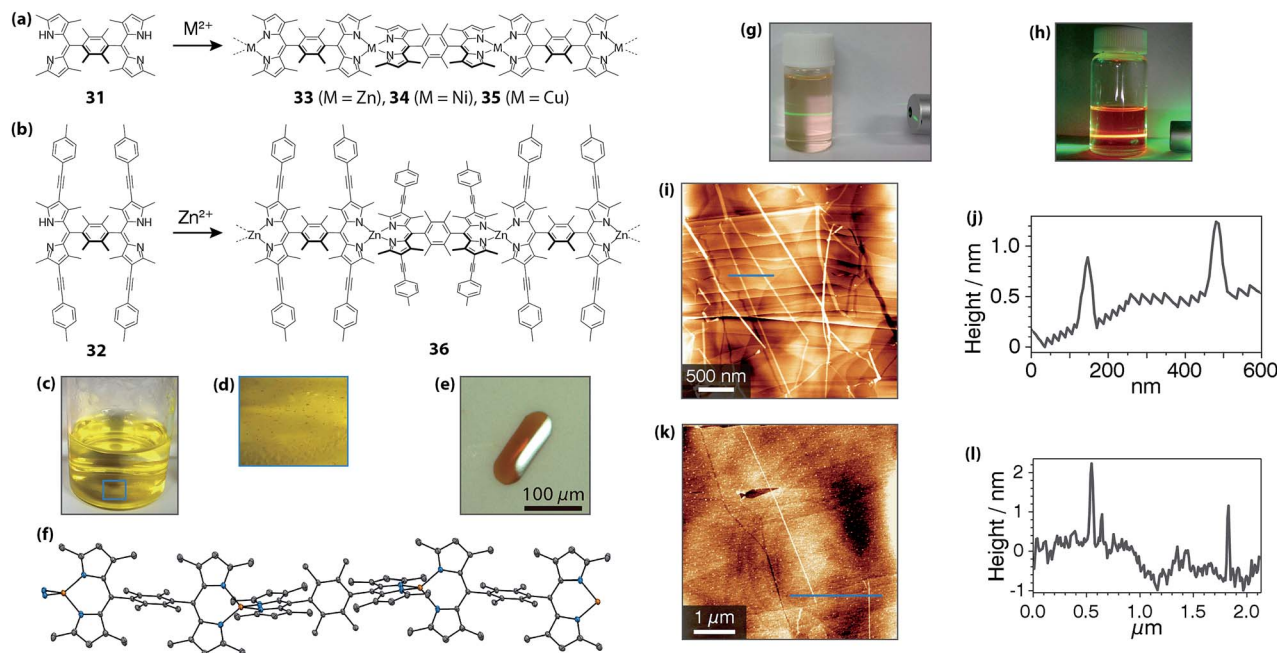 (a)
NH
N
HN
N
31
M²⁺
M
N
N
M
N
N
N
N
M
N
N
M
33 (M = Zn), 34 (M = Ni), 35 (M = Cu)
(b)
NH
N
HN
N
32
Zn²⁺
Zn
N
N
Zn
N
N
N
N
Zn
N
N
Zn
36
(c)
(d)
(e)
100 μm
(f)
(g)
(h)
(i)
500 nm
(j)
Height / nm
1.0
0.5
0
0 200 400 600
nm
(k)
1 μm
(l)
Height / nm
2
1
0
-1
0.0 0.5 1.0 1.5 2.0
μm